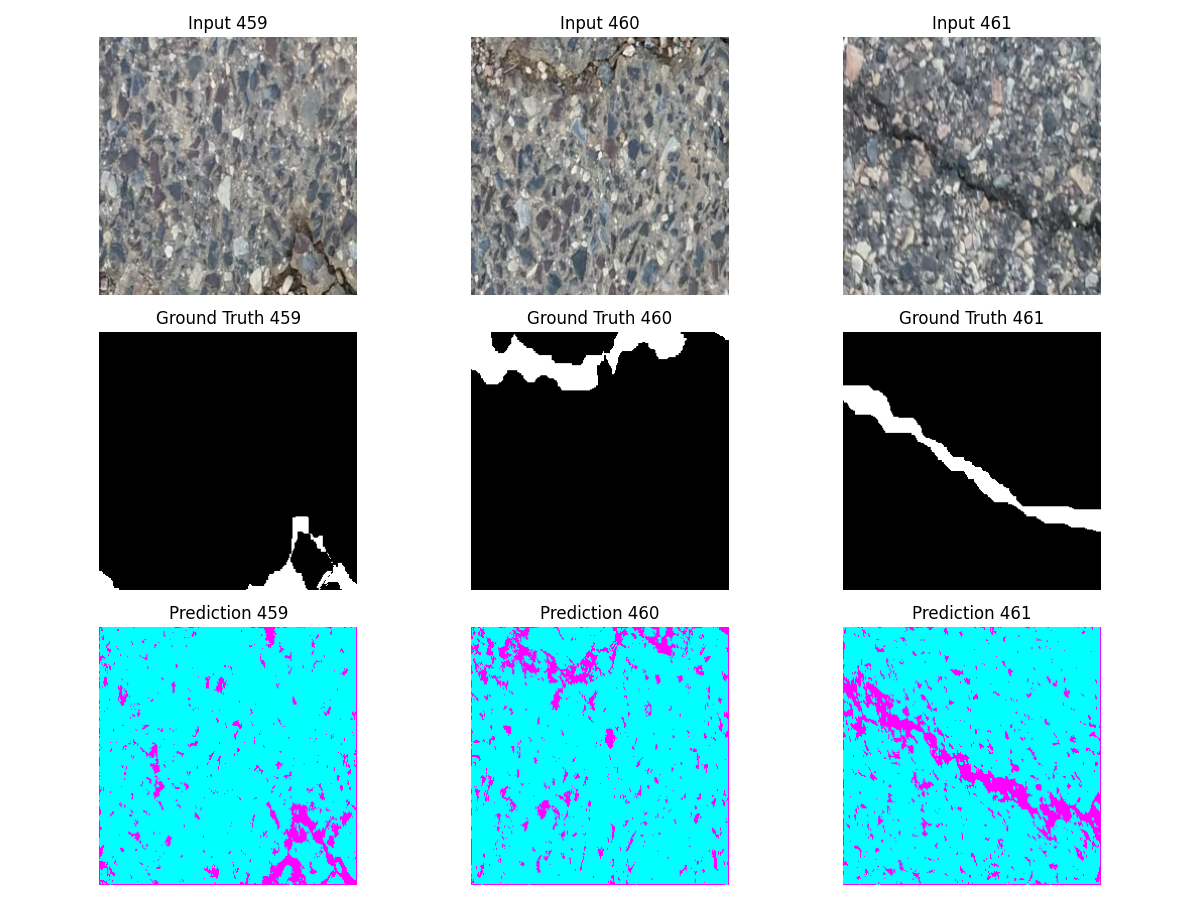 Input 459
Input 460
Input 461
Ground Truth 459
Ground Truth 460
Ground Truth 461
Prediction 459
Prediction 460
Prediction 461